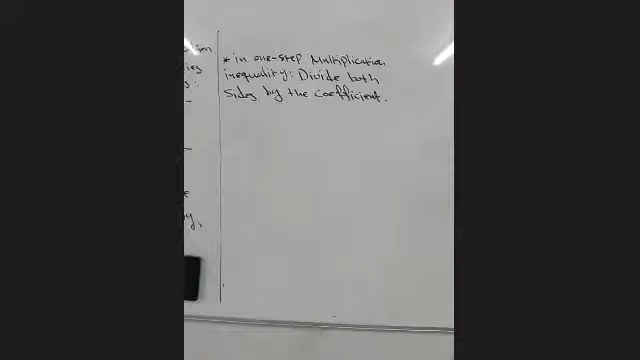 * in one-step Multiplication
inequality: Divide both
Sides by the Coefficient.